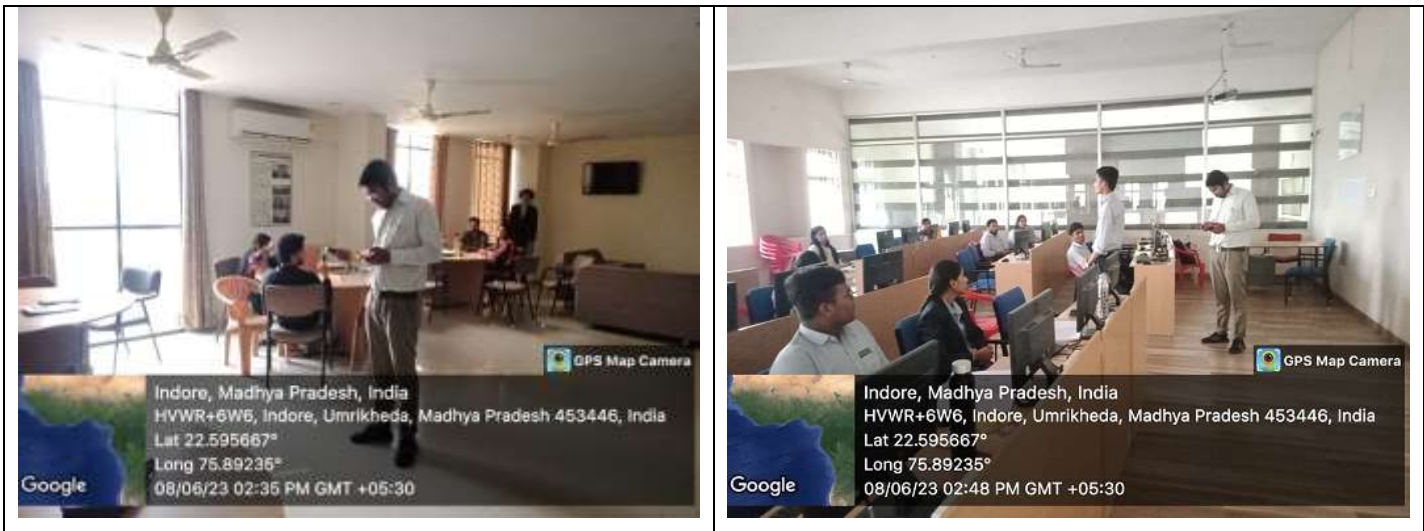 GPS Map Camera
Indore, Madhya Pradesh, India
HVWR+6W6, Indore, Umrikheda, Madhya Pradesh 453446, India
Lat 22.595667°
Long 75.89235°
08/06/23 02:35 PM GMT +05:30
Google
GPS Map Camera
Indore, Madhya Pradesh, India
HVWR+6W6, Indore, Umrikheda, Madhya Pradesh 453446, India
Lat 22.595667°
Long 75.89235°
08/06/23 02:48 PM GMT +05:30
Google